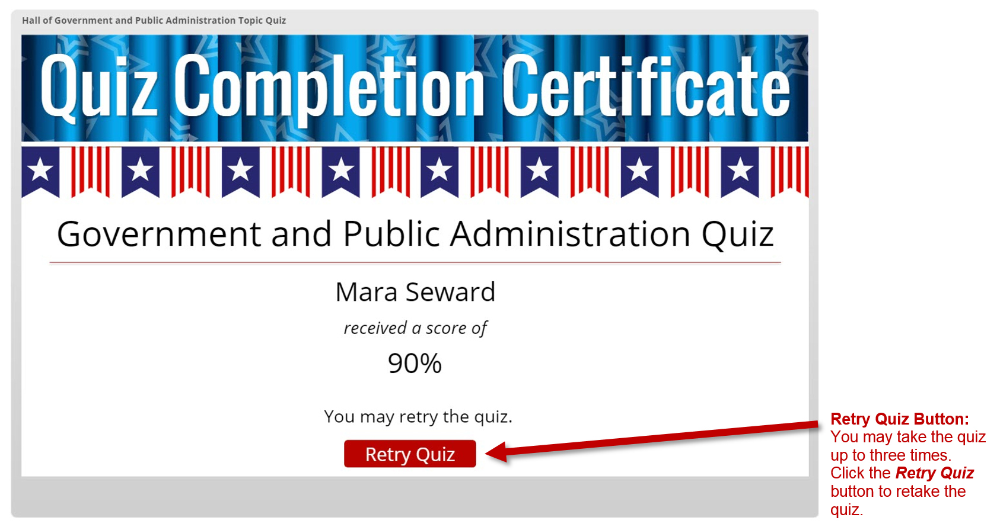 Hall of Government and Public Administration Topic Quiz
Quiz Completion Certificate
Government and Public Administration Quiz
Mara Seward
received a score of
90%
You may retry the quiz.
Retry Quiz
Retry Quiz Button:
You may take the quiz
up to three times.
Click the Retry Quiz
button to retake the
quiz.